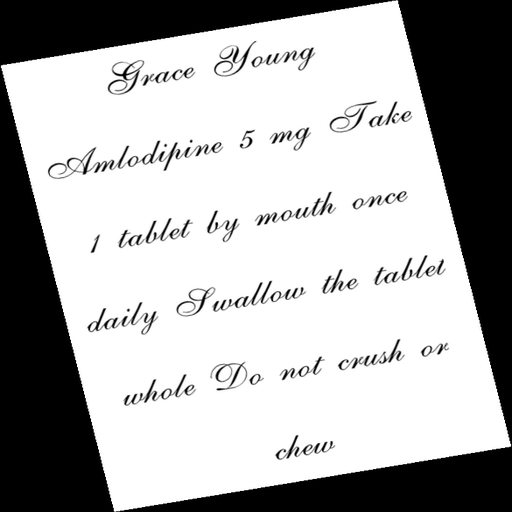 Grace Young
Amlodipine 5 mg Take
1 tablet by mouth once
daily Swallow the tablet
whole Do not crush or
chew